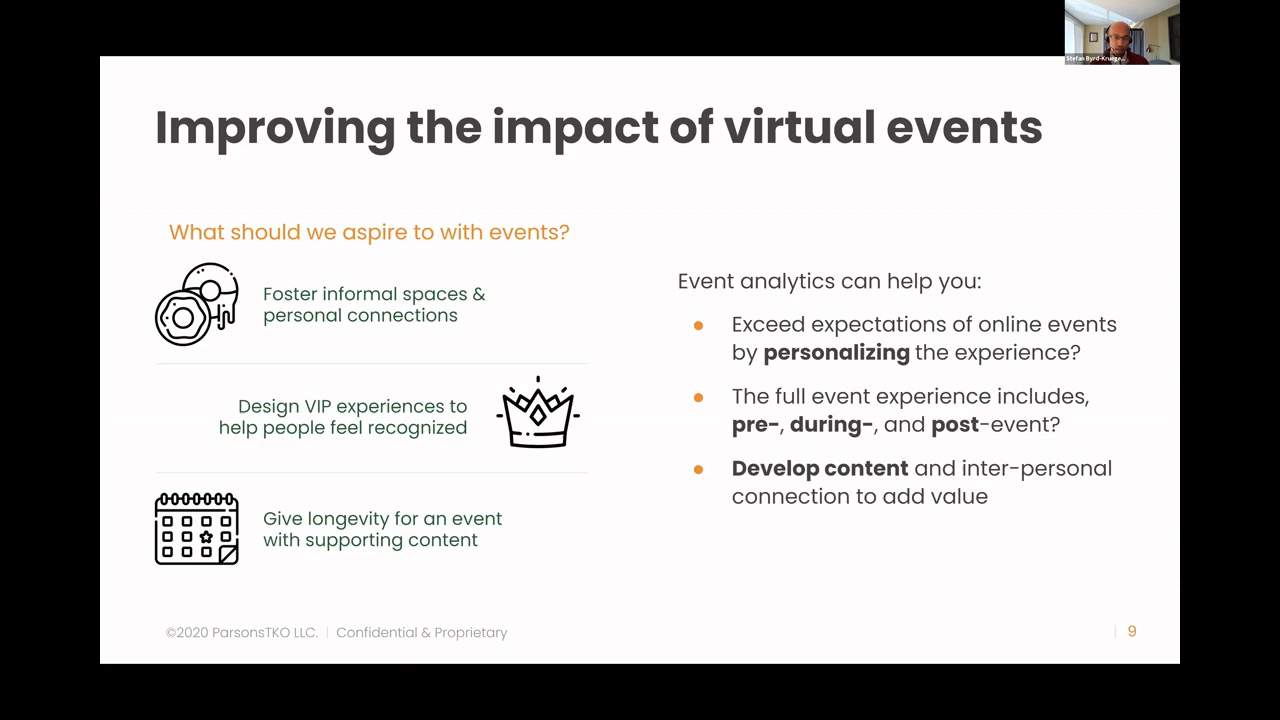 Stefan Byrd-Kruege...
Improving the impact of virtual events
What should we aspire to with events?
Foster informal spaces &
personal connections
Design VIP experiences to
help people feel recognized
Give longevity for an event
with supporting content
Event analytics can help you:
● Exceed expectations of online events
by personalizing the experience?
● The full event experience includes,
pre-, during-, and post-event?
● Develop content and inter-personal
connection to add value
©2020 ParsonsTKO LLC. | Confidential & Proprietary
| 9